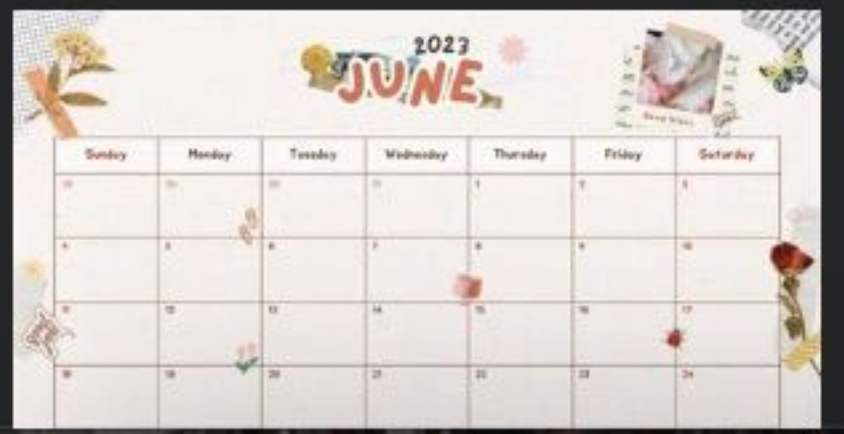 2023
JUNE
Sunday Monday Tuesday Wednesday Thursday Friday Saturday
28 29 30 31 1 2 3
4 5 6 7 8 9 10
11 12 13 14 15 16 17
18 19 20 21 22 23 24